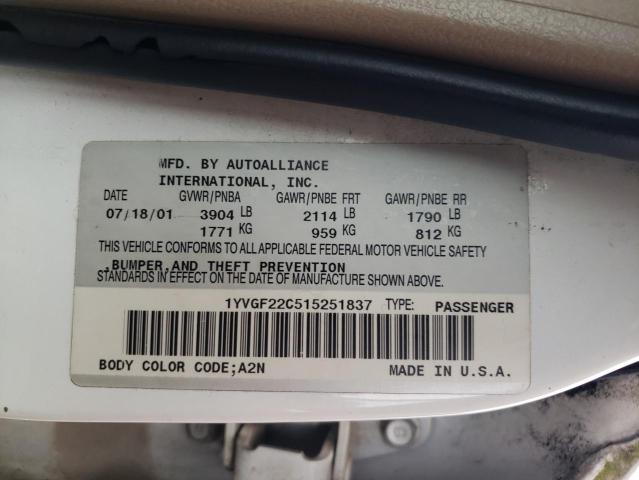 MFD. BY AUTOALLIANCE
INTERNATIONAL, INC.
DATE GVWR/PNBA GAWR/PNBE FRT GAWR/PNBE RR
07/18/01 3904 LB 2114 LB 1790 LB
1771 KG 959 KG 812 KG
THIS VEHICLE CONFORMS TO ALL APPLICABLE FEDERAL MOTOR VEHICLE SAFETY
,BUMPER,AND THEFT PREVENTION
STANDARDS IN EFFECT ON THE DATE OF MANUFACTURE SHOWN ABOVE.
1YVGF22C515251837 TYPE: PASSENGER
BODY COLOR CODE;A2N MADE IN U.S.A.